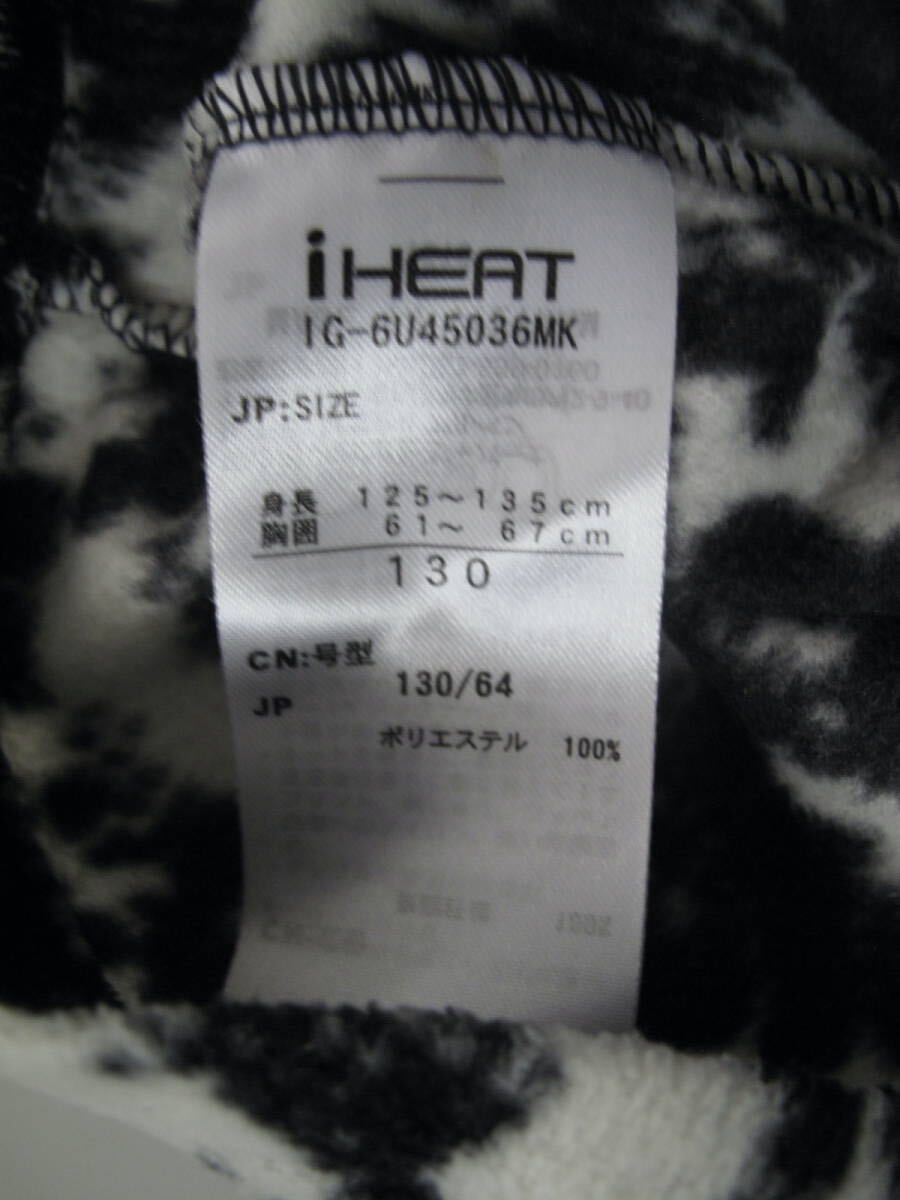 iHEAT
IG-6U45036MK
JP:SIZE
身長 125～135cm
胸囲 61～ 67cm
130
CN:号型
130/64
JP
ポリエステル 100%